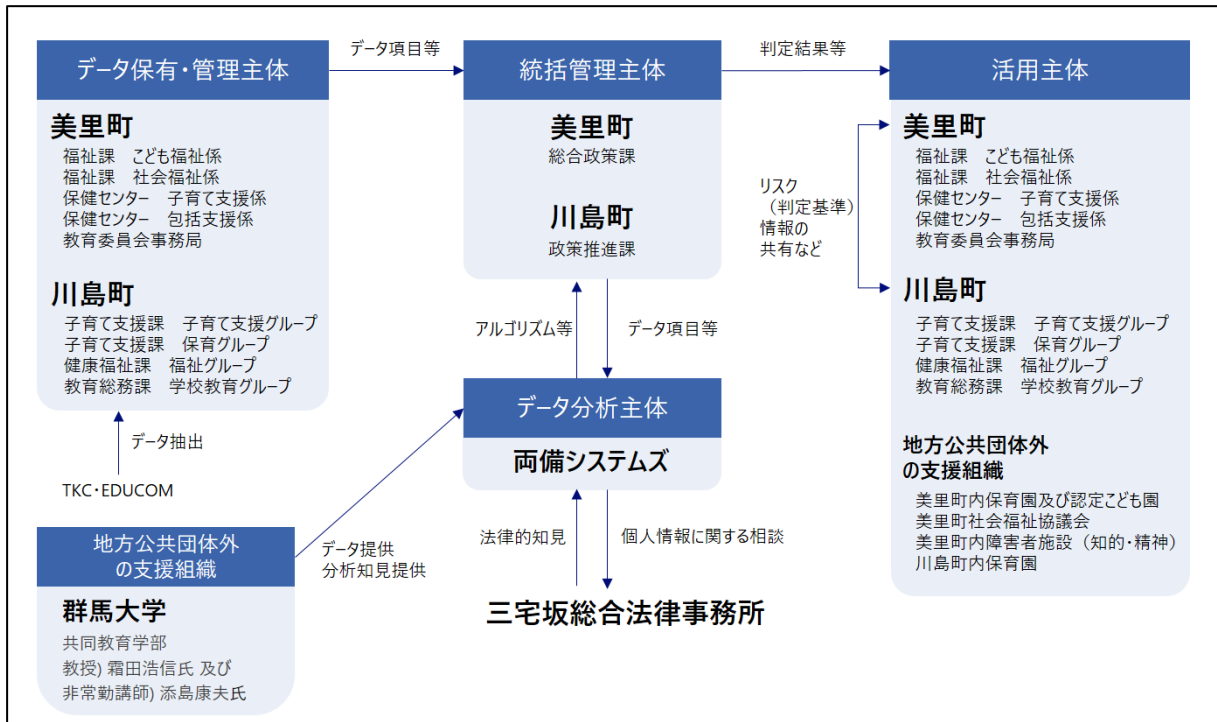 データ項目等
判定結果等
データ保有・管理主体
美里町
福祉課　こども福祉係
福祉課　社会福祉係
保健センター　子育て支援係
保健センター　包括支援係
教育委員会事務局
川島町
子育て支援課　子育て支援グループ
子育て支援課　保育グループ
健康福祉課　福祉グループ
教育総務課　学校教育グループ
データ抽出
TKC・EDUCOM
地方公共団体外
の支援組織
群馬大学
共同教育学部
教授) 霜田浩信氏 及び
非常勤講師) 添島康夫氏
データ提供
分析知見提供
統括管理主体
美里町
総合政策課
川島町
政策推進課
アルゴリズム等
データ項目等
データ分析主体
両備システムズ
法律的知見
個人情報に関する相談
三宅坂総合法律事務所
リスク
（判定基準）
情報の
共有など
活用主体
美里町
福祉課　こども福祉係
福祉課　社会福祉係
保健センター　子育て支援係
保健センター　包括支援係
教育委員会事務局
川島町
子育て支援課　子育て支援グループ
子育て支援課　保育グループ
健康福祉課　福祉グループ
教育総務課　学校教育グループ
地方公共団体外
の支援組織
美里町内保育園及び認定こども園
美里町社会福祉協議会
美里町内障害者施設（知的・精神）
川島町内保育園